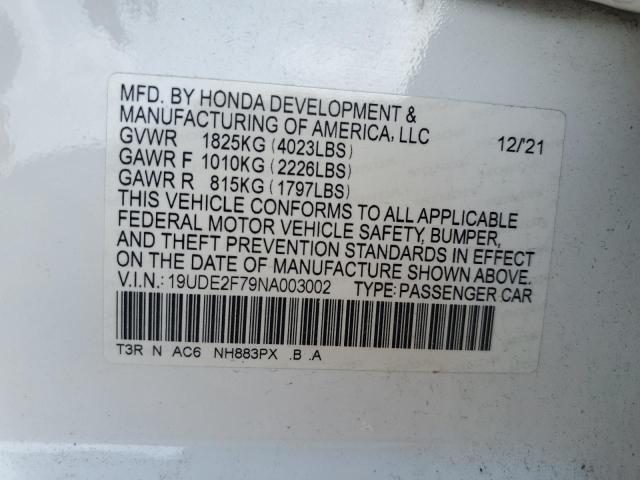 MFD. BY HONDA DEVELOPMENT &
MANUFACTURING OF AMERICA, LLC
GVWR 1825KG (4023LBS) 12/'21
GAWR F 1010KG (2226LBS)
GAWR R 815KG (1797LBS)
THIS VEHICLE CONFORMS TO ALL APPLICABLE
FEDERAL MOTOR VEHICLE SAFETY, BUMPER,
AND THEFT PREVENTION STANDARDS IN EFFECT
ON THE DATE OF MANUFACTURE SHOWN ABOVE.
V.I.N.: 19UDE2F79NA003002 TYPE: PASSENGER CAR
T3R N AC6 NH883PX .B .A